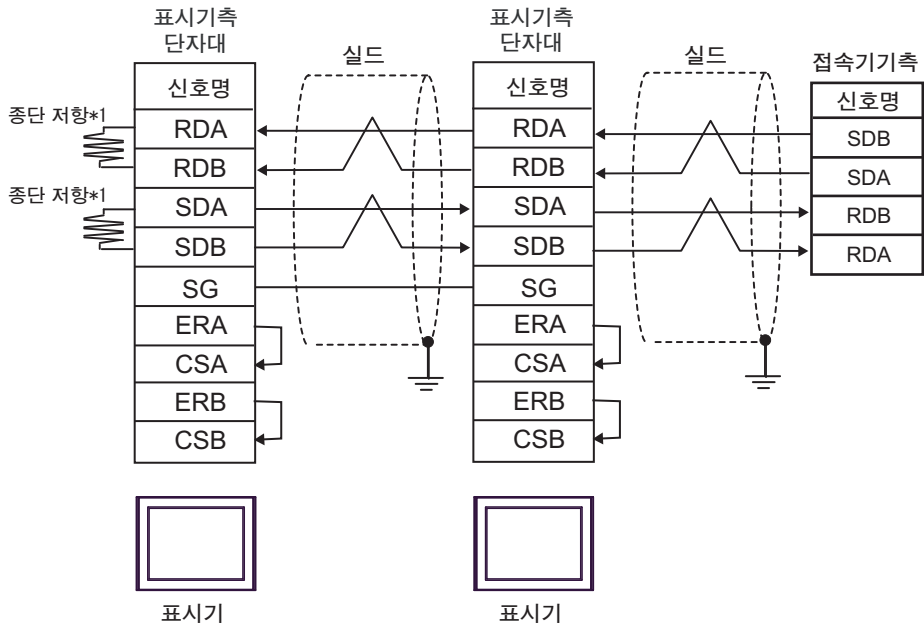 표시기측
단자대
신호명
RDA
RDB
SDA
SDB
SG
ERA
CSA
ERB
CSB
종단 저항*1
종단 저항*1
실드
표시기
표시기측
단자대
신호명
RDA
RDB
SDA
SDB
SG
ERA
CSA
ERB
CSB
실드
표시기
접속기기측
신호명
SDB
SDA
RDB
RDA